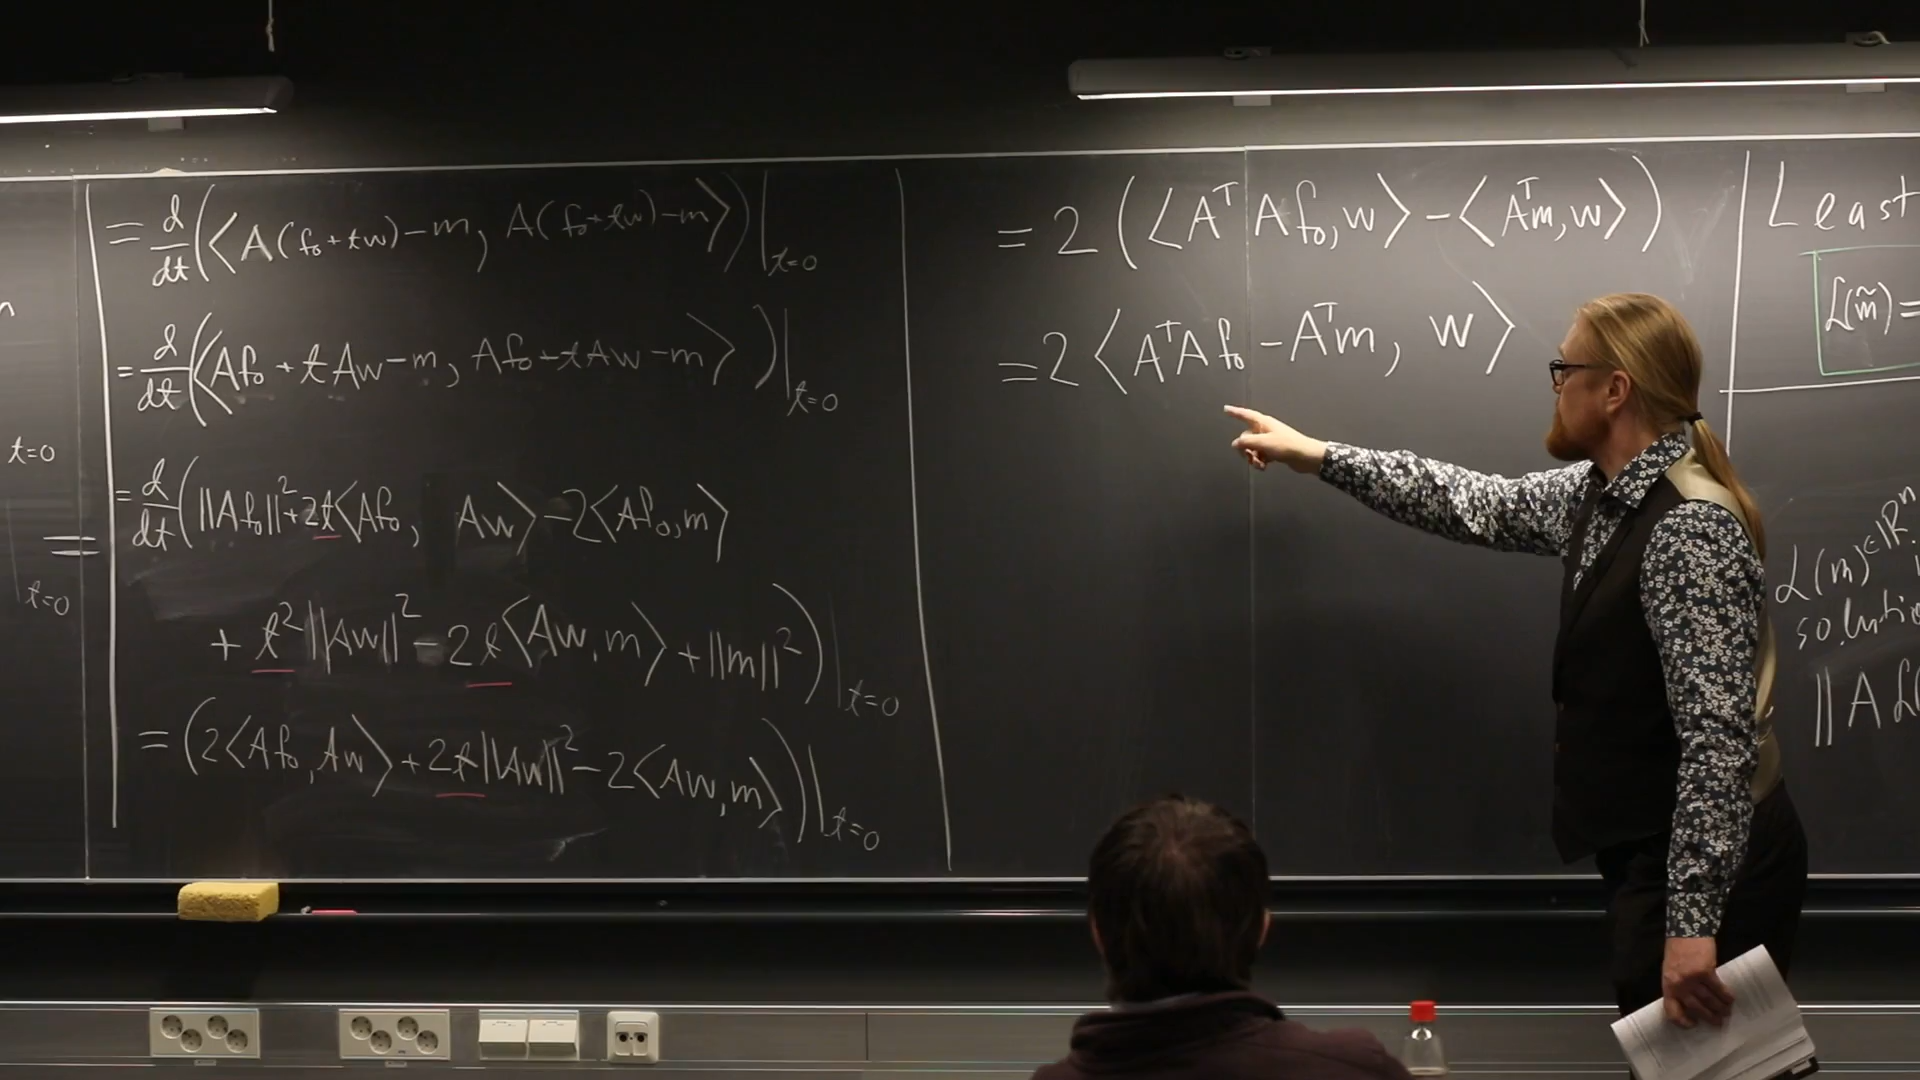 t=0
t=0
=
= d/dt (⟨A(f₀+tw)−m, A(f₀+tw)−m⟩)|t=0
= d/dt (⟨Af₀+tAw−m, Af₀+tAw−m⟩)|t=0
= d/dt (‖Af₀‖²+2t⟨Af₀, Aw⟩−2⟨Af₀,m⟩
+ t²‖Aw‖²−2t⟨Aw,m⟩+‖m‖²)|t=0
= (2⟨Af₀,Aw⟩+2t‖Aw‖²−2⟨Aw,m⟩)|t=0
= 2(⟨AᵀAf₀,w⟩−⟨Aᵀm,w⟩)
= 2⟨AᵀAf₀−Aᵀm, w⟩
Least
ℒ(m̃)=
ℒ(m)∈ℝⁿ
‖Aℒ(